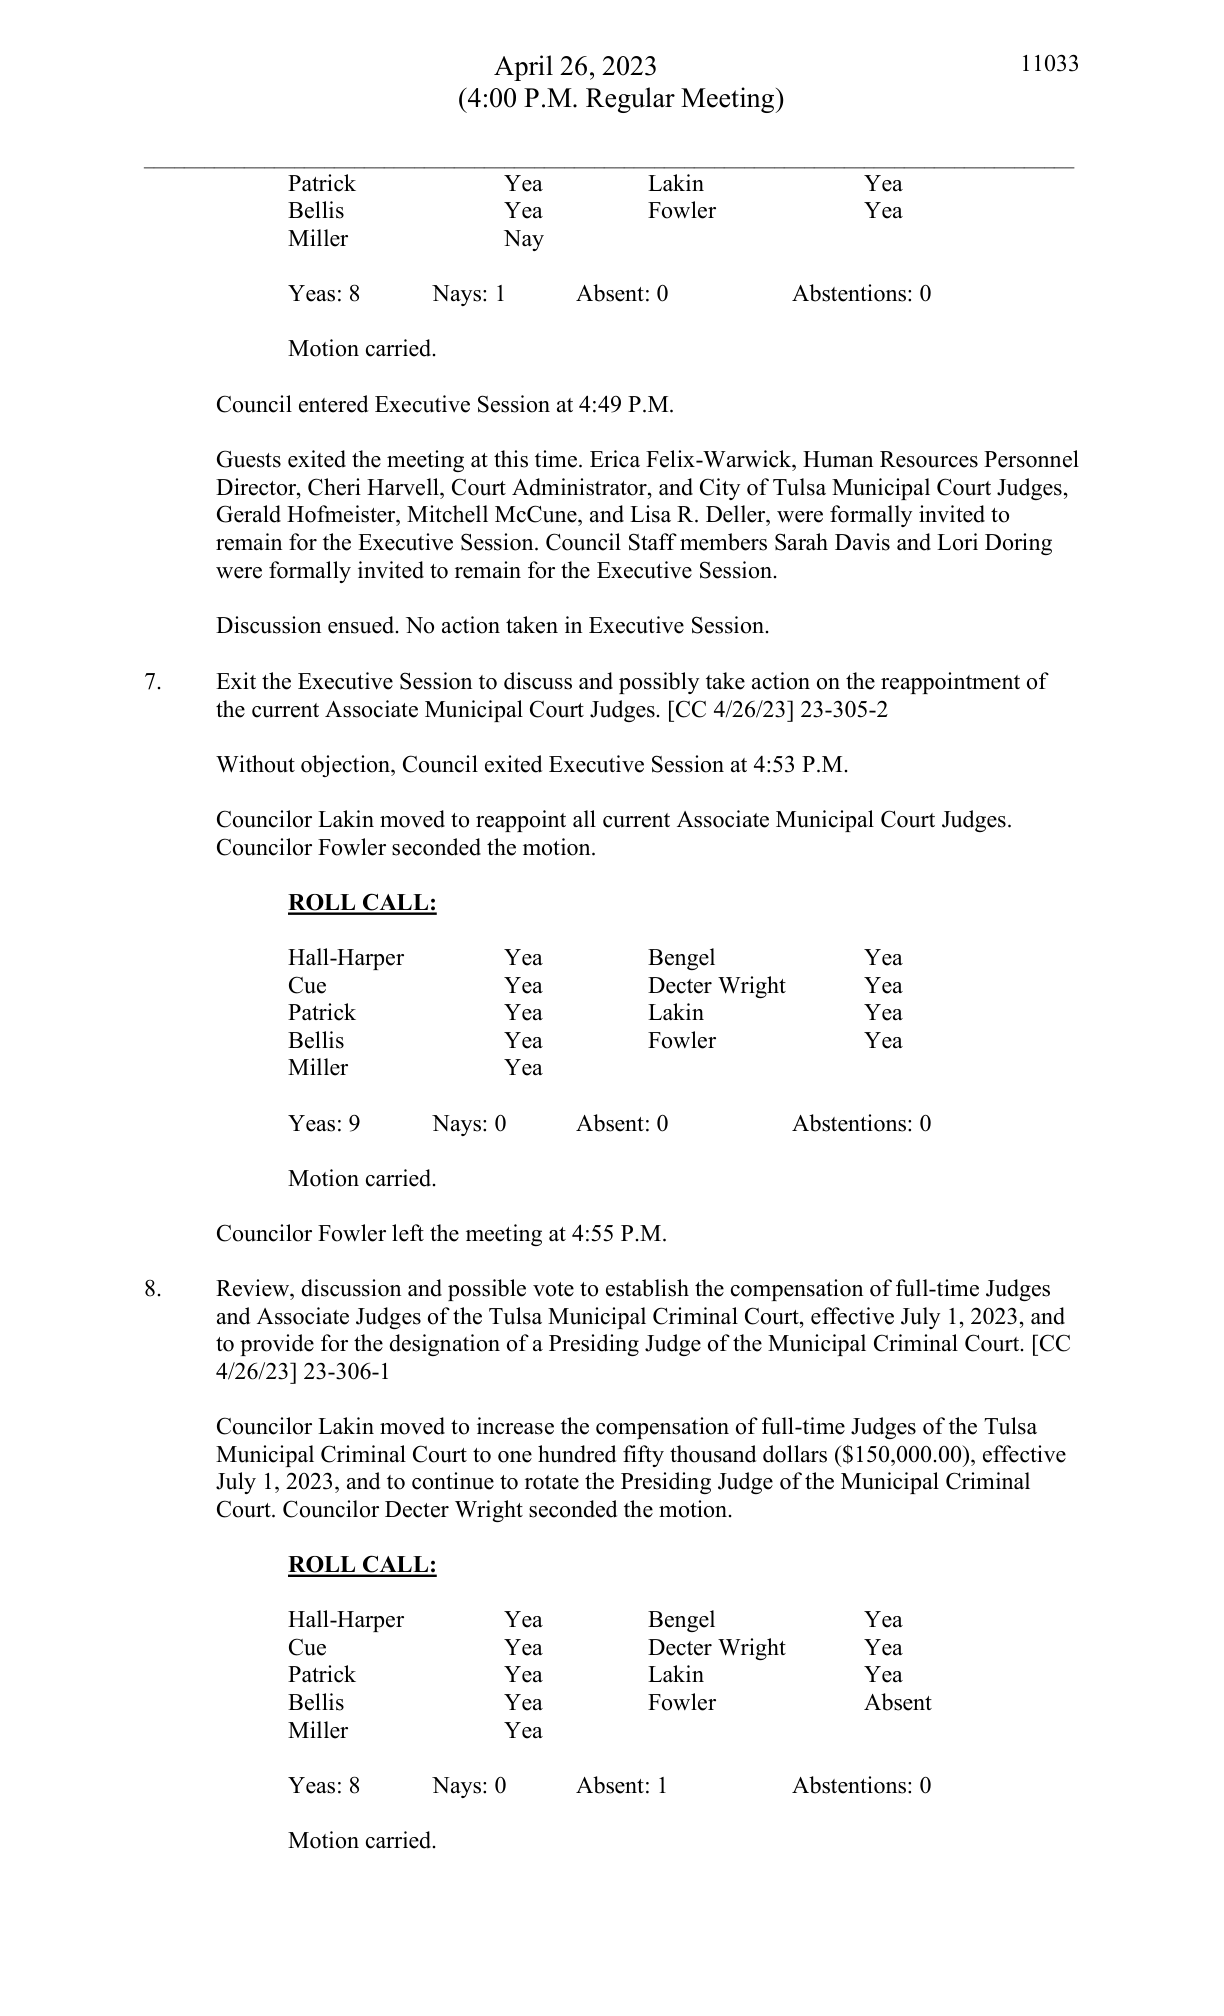 April 26, 2023 11033
(4:00 P.M. Regular Meeting)
Patrick Yea Lakin Yea
Bellis Yea Fowler Yea
Miller Nay
Yeas: 8 Nays: 1 Absent: 0 Abstentions: 0
Motion carried.
Council entered Executive Session at 4:49 P.M.
Guests exited the meeting at this time. Erica Felix-Warwick, Human Resources Personnel
Director, Cheri Harvell, Court Administrator, and City of Tulsa Municipal Court Judges,
Gerald Hofmeister, Mitchell McCune, and Lisa R. Deller, were formally invited to
remain for the Executive Session. Council Staff members Sarah Davis and Lori Doring
were formally invited to remain for the Executive Session.
Discussion ensued. No action taken in Executive Session.
7. Exit the Executive Session to discuss and possibly take action on the reappointment of
the current Associate Municipal Court Judges. [CC 4/26/23] 23-305-2
Without objection, Council exited Executive Session at 4:53 P.M.
Councilor Lakin moved to reappoint all current Associate Municipal Court Judges.
Councilor Fowler seconded the motion.
ROLL CALL:
Hall-Harper Yea Bengel Yea
Cue Yea Decter Wright Yea
Patrick Yea Lakin Yea
Bellis Yea Fowler Yea
Miller Yea
Yeas: 9 Nays: 0 Absent: 0 Abstentions: 0
Motion carried.
Councilor Fowler left the meeting at 4:55 P.M.
8. Review, discussion and possible vote to establish the compensation of full-time Judges
and Associate Judges of the Tulsa Municipal Criminal Court, effective July 1, 2023, and
to provide for the designation of a Presiding Judge of the Municipal Criminal Court. [CC
4/26/23] 23-306-1
Councilor Lakin moved to increase the compensation of full-time Judges of the Tulsa
Municipal Criminal Court to one hundred fifty thousand dollars ($150,000.00), effective
July 1, 2023, and to continue to rotate the Presiding Judge of the Municipal Criminal
Court. Councilor Decter Wright seconded the motion.
ROLL CALL:
Hall-Harper Yea Bengel Yea
Cue Yea Decter Wright Yea
Patrick Yea Lakin Yea
Bellis Yea Fowler Absent
Miller Yea
Yeas: 8 Nays: 0 Absent: 1 Abstentions: 0
Motion carried.